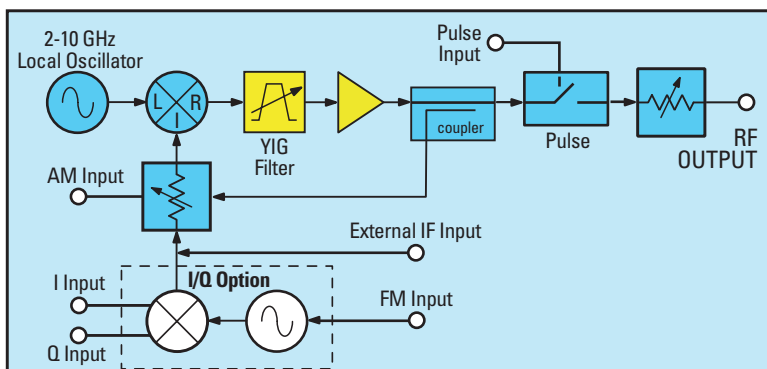 2-10 GHz
Local Oscillator
L
R
I
YIG
Filter
coupler
Pulse
Input
Pulse
RF
OUTPUT
AM Input
External IF Input
I/Q Option
I Input
Q Input
FM Input